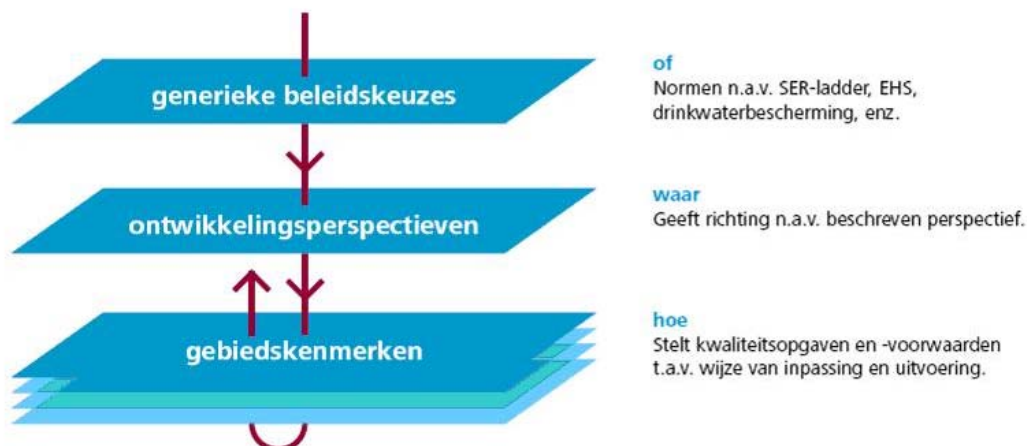 generieke beleidskeuzes
of
Normen n.a.v. SER-ladder, EHS,
drinkwaterbescherming, enz.
ontwikkelingsperspectieven
waar
Geeft richting n.a.v. beschreven perspectief.
gebiedskenmerken
hoe
Stelt kwaliteitsopgaven en -voorwaarden
t.a.v. wijze van inpassing en uitvoering.